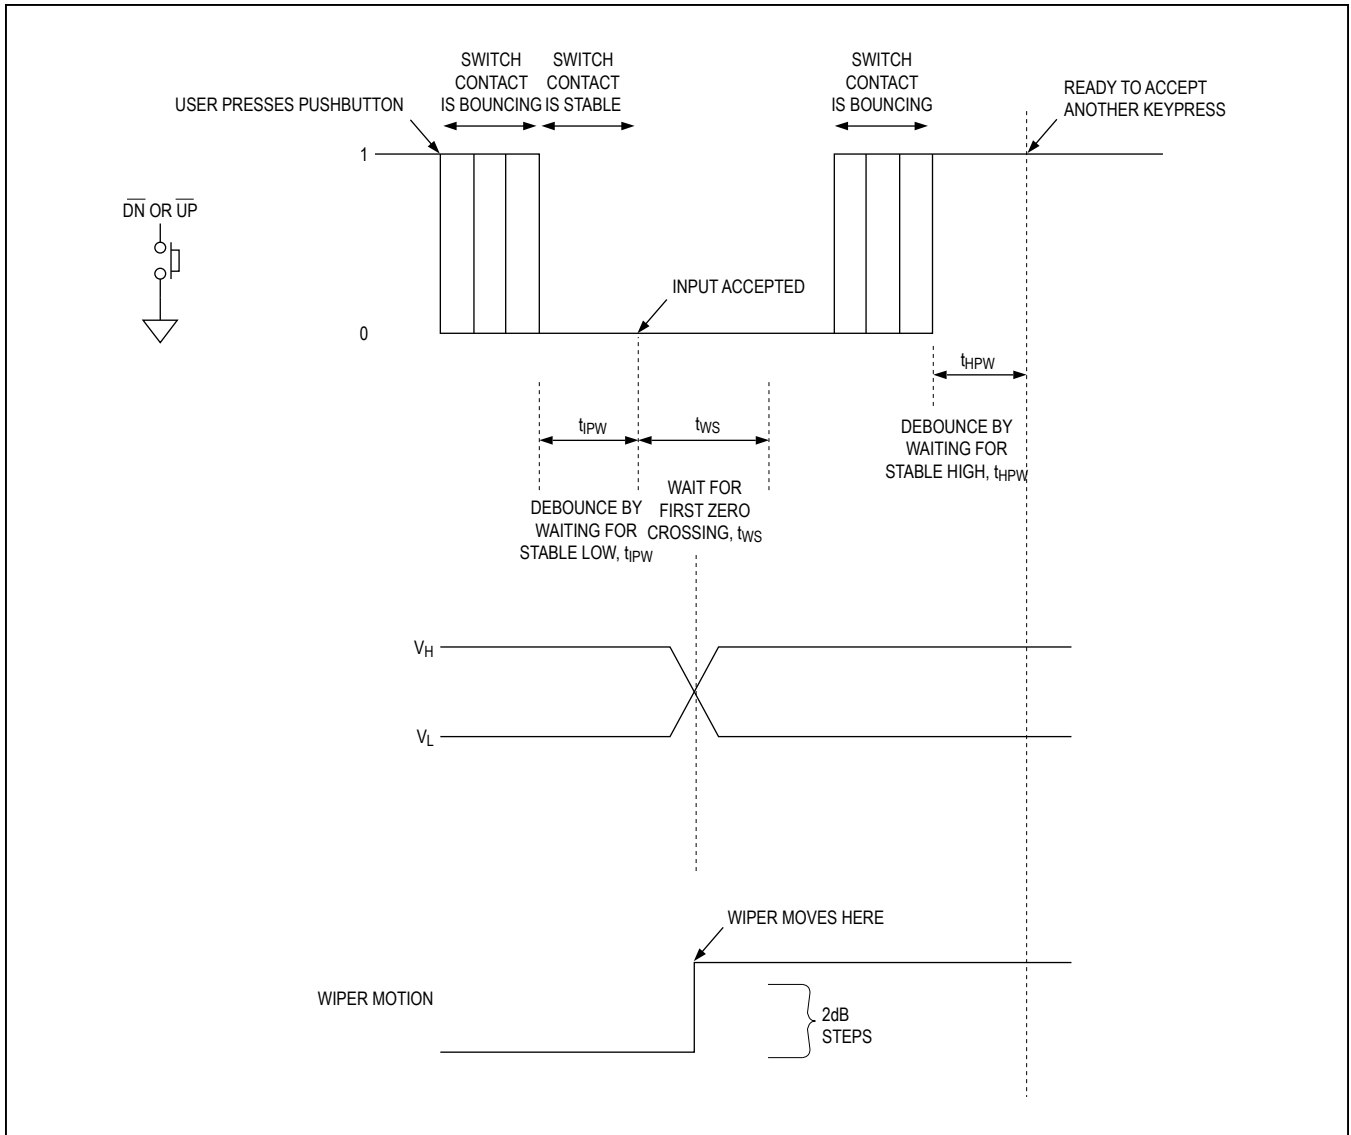 SWITCH
CONTACT
IS BOUNCING
SWITCH
CONTACT
IS STABLE
SWITCH
CONTACT
IS BOUNCING
USER PRESSES PUSHBUTTON
READY TO ACCEPT
ANOTHER KEYPRESS
1
D̅N̅ OR U̅P̅
INPUT ACCEPTED
0
tHPW
tIPW
tWS
DEBOUNCE BY
WAITING FOR
STABLE HIGH, tHPW
WAIT FOR
FIRST ZERO
CROSSING, tWS
DEBOUNCE BY
WAITING FOR
STABLE LOW, tIPW
VH
VL
WIPER MOVES HERE
WIPER MOTION
2dB
STEPS